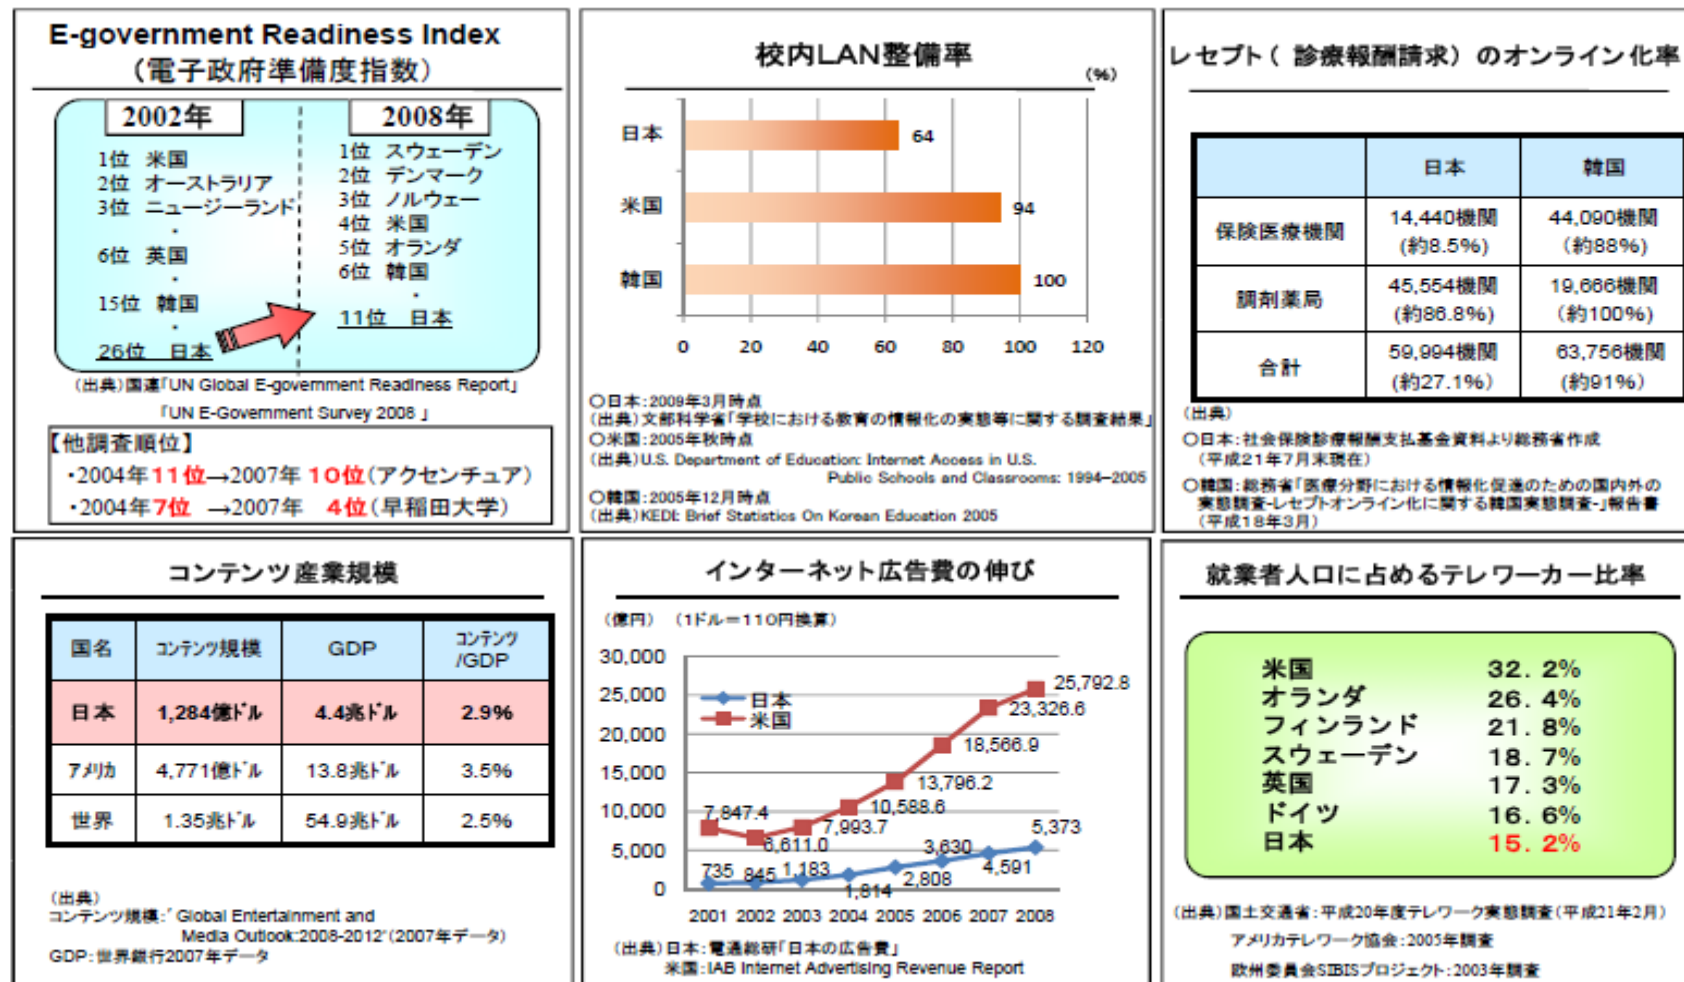 E-government Readiness Index
（電子政府準備度指数）
2002年
1位 米国
2位 オーストラリア
3位 ニュージーランド
・
6位 英国
・
15位 韓国
・
26位 日本
2008年
1位 スウェーデン
2位 デンマーク
3位 ノルウェー
4位 米国
5位 オランダ
6位 韓国
・
11位 日本
（出典）国連「UN Global E-government Readiness Report」
「UN E-Government Survey 2008 」
【他調査順位】
・2004年11位→2007年 10位(アクセンチュア)
・2004年7位 →2007年 4位(早稲田大学)
校内LAN整備率
(%)
日本 64
米国 94
韓国 100
0 20 40 60 80 100 120
○日本：2009年3月時点
（出典）文部科学省「学校における教育の情報化の実態等に関する調査結果」
○米国：2005年秋時点
（出典）U.S. Department of Education: Internet Access in U.S.
Public Schools and Classrooms: 1994–2005
○韓国：2005年12月時点
（出典）KEDI: Brief Statistics On Korean Education 2005
レセプト（ 診療報酬請求）のオンライン化率
日本 韓国
保険医療機関 14,440機関 (約8.5%) 44,090機関 (約88%)
調剤薬局 45,554機関 (約86.8%) 19,666機関 (約100%)
合計 59,994機関 (約27.1%) 63,756機関 (約91%)
（出典）
○日本：社会保険診療報酬支払基金資料より総務省作成
（平成21年7月末現在）
○韓国：総務省「医療分野における情報化促進のための国内外の
実態調査-レセプトオンライン化に関する韓国実態調査-」報告書
（平成18年3月）
コンテンツ産業規模
国名 コンテンツ規模 GDP コンテンツ/GDP
日本 1,284億ドル 4.4兆ドル 2.9%
アメリカ 4,771億ドル 13.8兆ドル 3.5%
世界 1.35兆ドル 54.9兆ドル 2.5%
（出典）
コンテンツ規模：“Global Entertainment and
Media Outlook:2008-2012”(2007年データ)
GDP：世界銀行2007年データ
インターネット広告費の伸び
（億円） （1ドル＝110円換算）
30,000
25,000
20,000
15,000
10,000
5,000
0
日本
米国
7,847.4
6,611.0
7,993.7
10,588.6
13,796.2
18,566.9
23,326.6
25,792.8
735
845
1,183
1,814
2,808
3,630
4,591
5,373
2001 2002 2003 2004 2005 2006 2007 2008
（出典）日本：電通総研「日本の広告費」
米国：IAB Internet Advertising Revenue Report
就業者人口に占めるテレワーカー比率
米国 32．2%
オランダ 26．4%
フィンランド 21．8%
スウェーデン 18．7%
英国 17．3%
ドイツ 16．6%
日本 15．2%
（出典）国土交通省：平成20年度テレワーク実態調査（平成21年2月）
アメリカテレワーク協会：2005年調査
欧州委員会SIBISプロジェクト：2003年調査